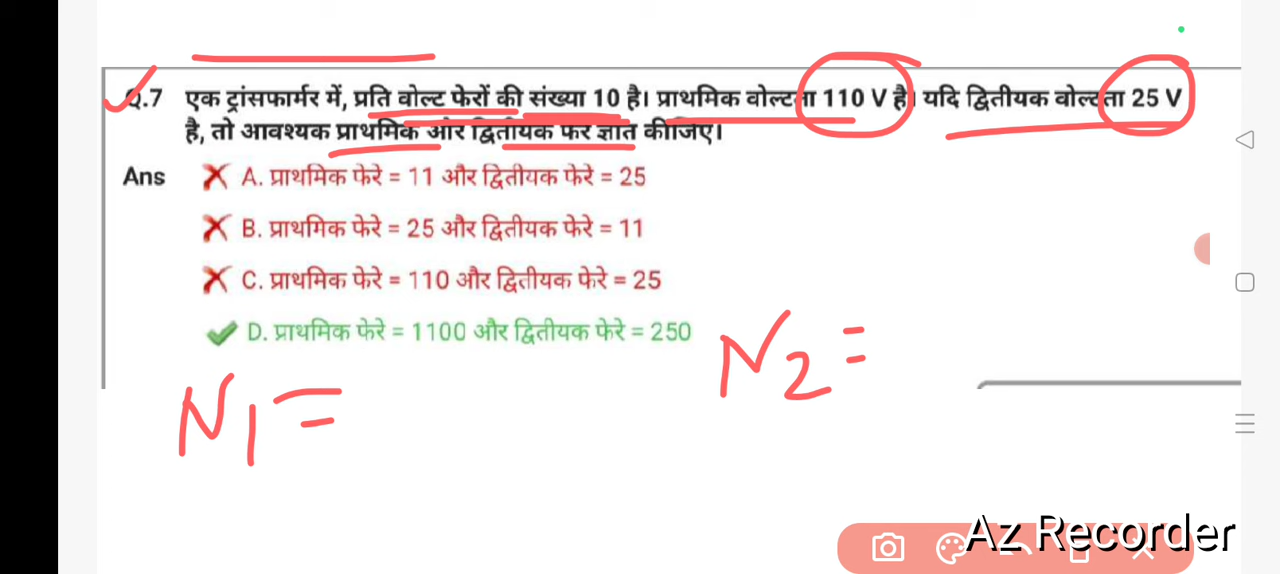 Q.7 एक ट्रांसफार्मर में, प्रति वोल्ट फेरों की संख्या 10 है। प्राथमिक वोल्टता 110 V है। यदि द्वितीयक वोल्टता 25 V
है, तो आवश्यक प्राथमिक और द्वितीयक फेरे ज्ञात कीजिए।
Ans A. प्राथमिक फेरे = 11 और द्वितीयक फेरे = 25
B. प्राथमिक फेरे = 25 और द्वितीयक फेरे = 11
C. प्राथमिक फेरे = 110 और द्वितीयक फेरे = 25
D. प्राथमिक फेरे = 1100 और द्वितीयक फेरे = 250
N1 =
N2 =
Az Recorder